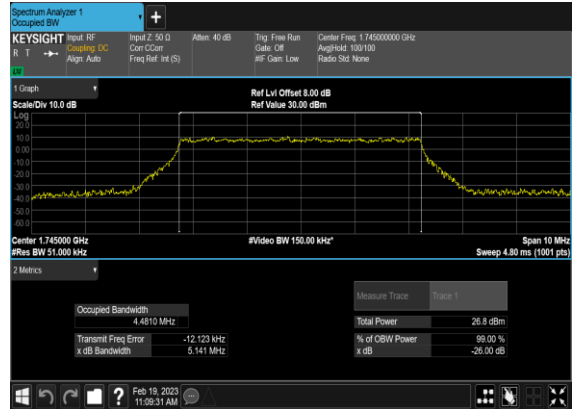 Spectrum Analyzer 1
Occupied BW
+
KEYSIGHT Input: RF Input Z: 50 Ω Atten: 40 dB Trig: Free Run Center Freq: 1.745000000 GHz
R T Coupling: DC Corr CCorr Gate: Off Avg|Hold: 100/100
Align: Auto Freq Ref: Int (S) #IF Gain: Low Radio Std: None
1 Graph
Ref Lvl Offset 8.00 dB
Scale/Div 10.0 dB Ref Value 30.00 dBm
Log
20.0
10.0
0.00
-10.0
-20.0
-30.0
-40.0
-50.0
-60.0
Center 1.745000 GHz #Video BW 150.00 kHz* Span 10 MHz
#Res BW 51.000 kHz Sweep 4.80 ms (1001 pts)
2 Metrics
Measure Trace Trace 1
Occupied Bandwidth
4.4810 MHz
Total Power 26.8 dBm
Transmit Freq Error -12.123 kHz % of OBW Power 99.00 %
x dB Bandwidth 5.141 MHz x dB -26.00 dB
? Feb 19, 2023
11:09:31 AM